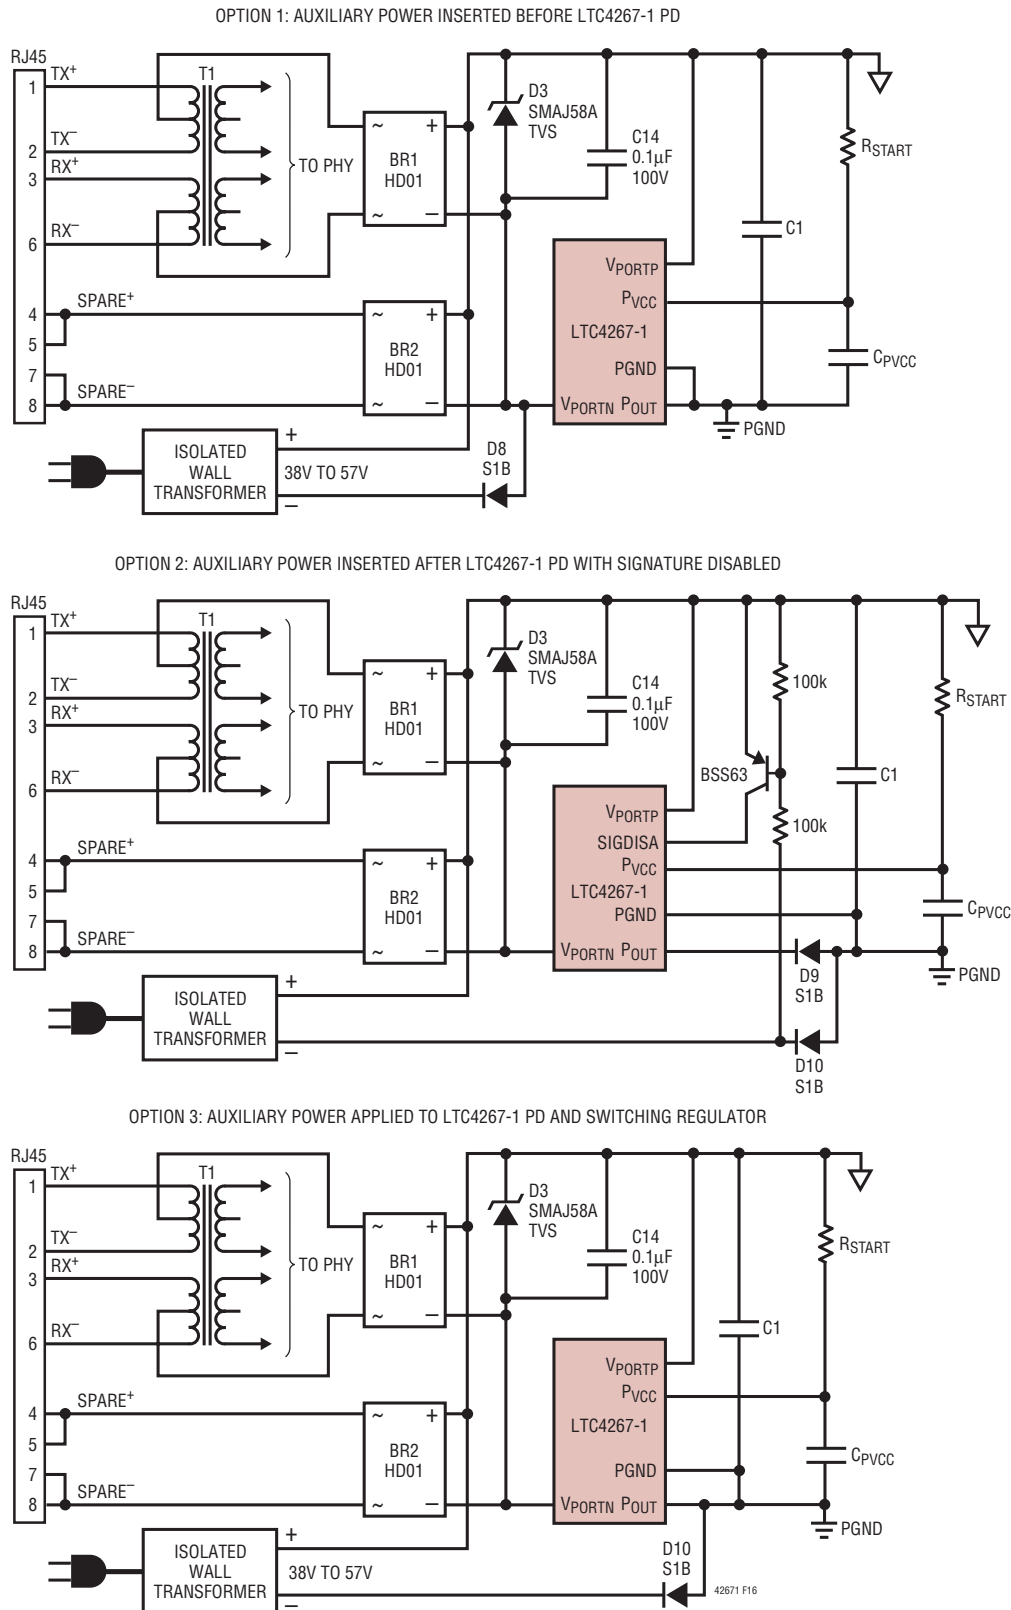 OPTION 1: AUXILIARY POWER INSERTED BEFORE LTC4267-1 PD
RJ45
1
TX+
2
TX–
3
RX+
6
RX–
4
SPARE+
5
7
8
SPARE–
T1
TO PHY
~ +
BR1
HD01
~ –
~ +
BR2
HD01
~ –
D3
SMAJ58A
TVS
C14
0.1µF
100V
VPORTP
PVCC
LTC4267-1
PGND
VPORTN POUT
C1
RSTART
CPVCC
PGND
ISOLATED
WALL
TRANSFORMER
+
38V TO 57V
–
D8
S1B
OPTION 2: AUXILIARY POWER INSERTED AFTER LTC4267-1 PD WITH SIGNATURE DISABLED
RJ45
1
TX+
2
TX–
3
RX+
6
RX–
4
SPARE+
5
7
8
SPARE–
T1
TO PHY
~ +
BR1
HD01
~ –
~ +
BR2
HD01
~ –
D3
SMAJ58A
TVS
C14
0.1µF
100V
100k
BSS63
100k
VPORTP
SIGDISA
PVCC
LTC4267-1
PGND
VPORTN POUT
C1
RSTART
CPVCC
PGND
D9
S1B
D10
S1B
ISOLATED
WALL
TRANSFORMER
+
–
OPTION 3: AUXILIARY POWER APPLIED TO LTC4267-1 PD AND SWITCHING REGULATOR
RJ45
1
TX+
2
TX–
3
RX+
6
RX–
4
SPARE+
5
7
8
SPARE–
T1
TO PHY
~ +
BR1
HD01
~ –
~ +
BR2
HD01
~ –
D3
SMAJ58A
TVS
C14
0.1µF
100V
VPORTP
PVCC
LTC4267-1
PGND
VPORTN POUT
C1
RSTART
CPVCC
PGND
ISOLATED
WALL
TRANSFORMER
+
38V TO 57V
–
D10
S1B
42671 F16